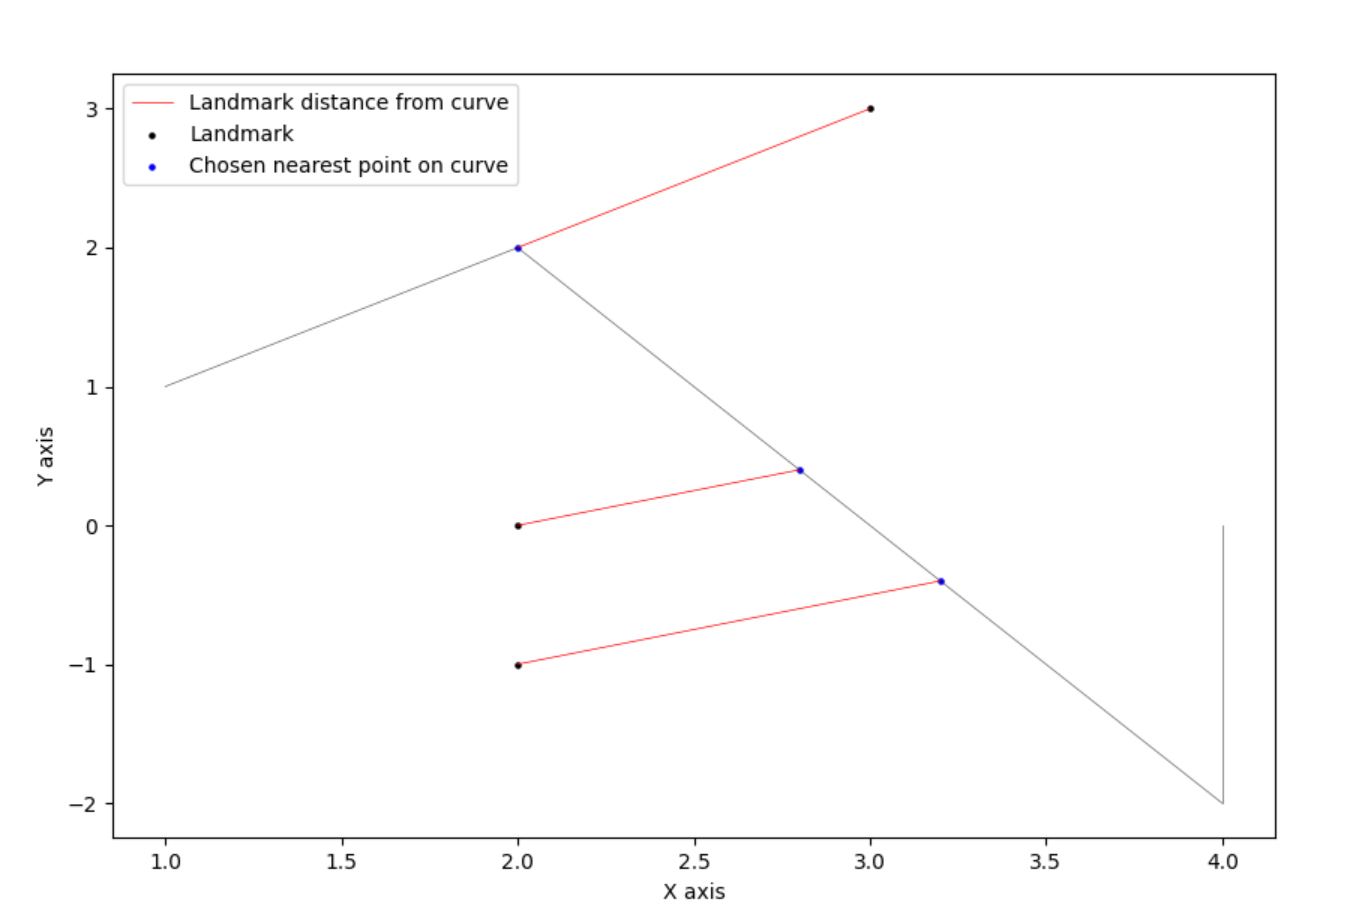 Landmark distance from curve
Landmark
Chosen nearest point on curve
3
2
1
0
−1
−2
Y axis
1.0 1.5 2.0 2.5 3.0 3.5 4.0
X axis